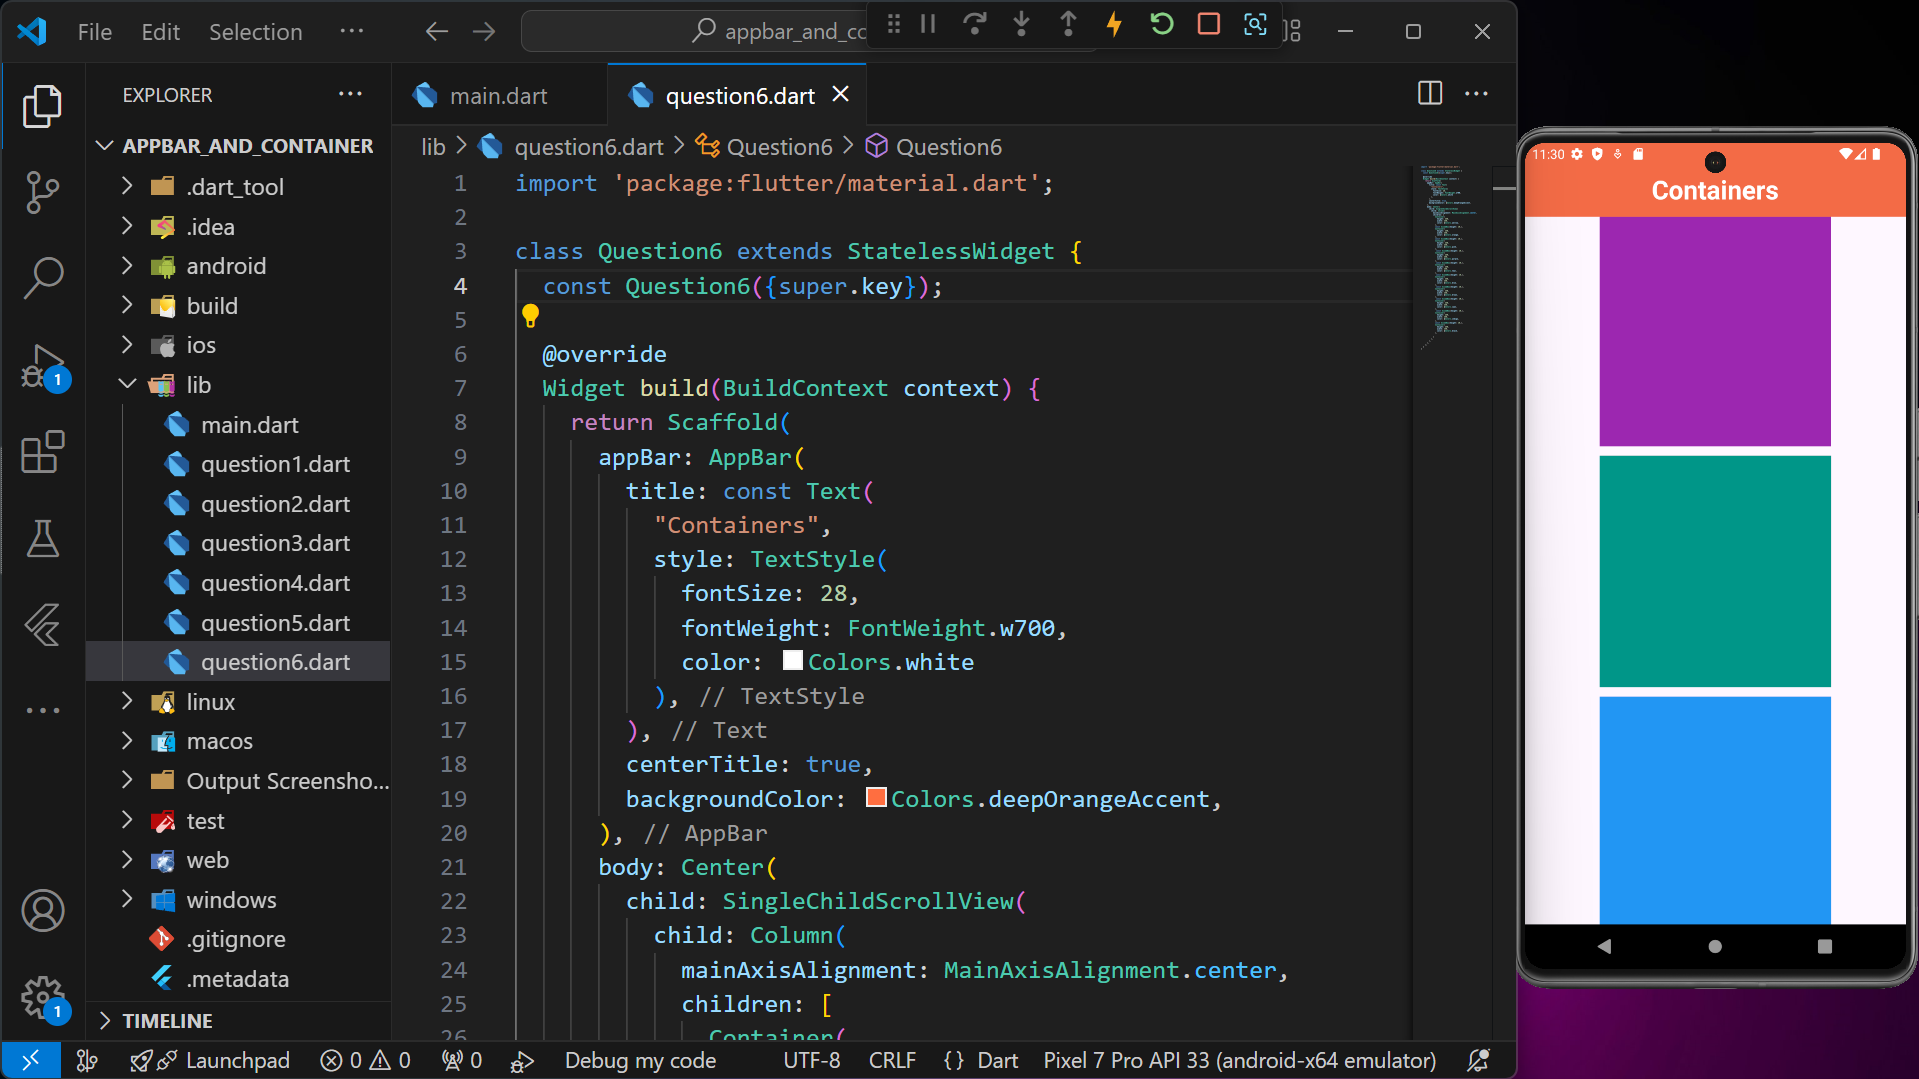 File Edit Selection ...
appbar_and_co
EXPLORER
APPBAR_AND_CONTAINER
.dart_tool
.idea
android
build
ios
lib
main.dart
question1.dart
question2.dart
question3.dart
question4.dart
question5.dart
question6.dart
linux
macos
Output Screensho...
test
web
windows
.gitignore
.metadata
TIMELINE
1
1
main.dart
question6.dart
lib > question6.dart > Question6 > Question6
1 import 'package:flutter/material.dart';
2
3 class Question6 extends StatelessWidget {
4 const Question6({super.key});
5
6 @override
7 Widget build(BuildContext context) {
8 return Scaffold(
9 appBar: AppBar(
10 title: const Text(
11 "Containers",
12 style: TextStyle(
13 fontSize: 28,
14 fontWeight: FontWeight.w700,
15 color: Colors.white
16 ), // TextStyle
17 ), // Text
18 centerTitle: true,
19 backgroundColor: Colors.deepOrangeAccent,
20 ), // AppBar
21 body: Center(
22 child: SingleChildScrollView(
23 child: Column(
24 mainAxisAlignment: MainAxisAlignment.center,
25 children: [
26 Container(
Launchpad 0 0 0 Debug my code UTF-8 CRLF {} Dart Pixel 7 Pro API 33 (android-x64 emulator)
11:30
Containers